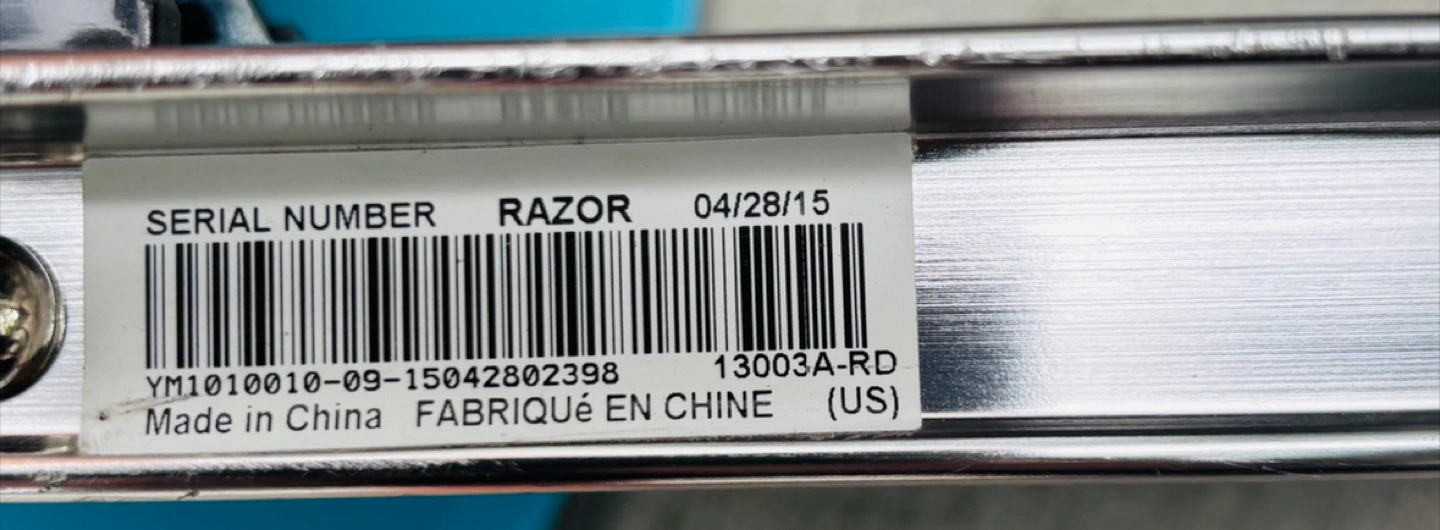 SERIAL NUMBER RAZOR 04/28/15
YM1010010-09-15042802398 13003A-RD
Made in China FABRIQUé EN CHINE (US)